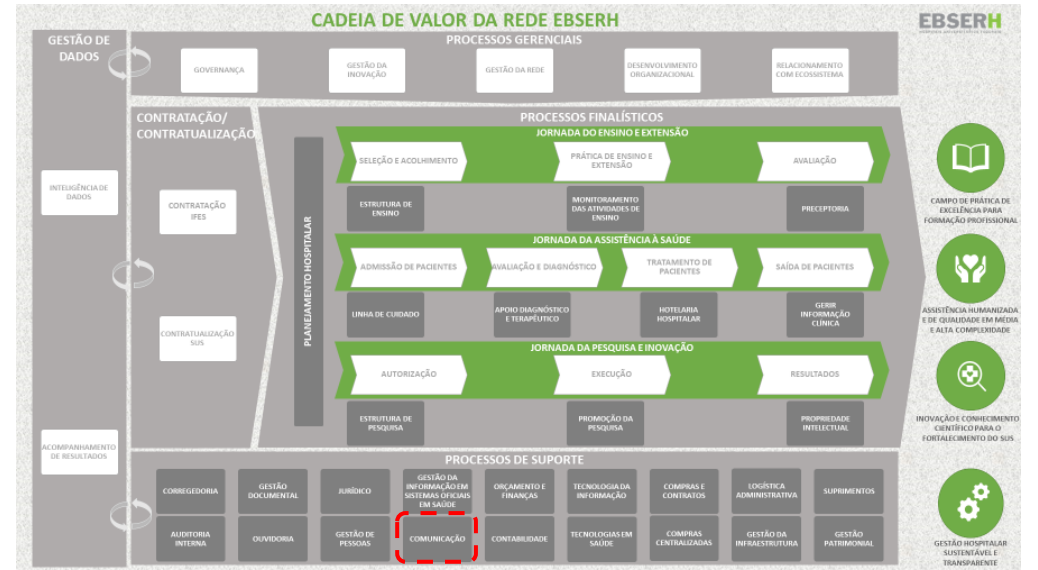 CADEIA DE VALOR DA REDE EBSERH
EBSERH
GESTÃO DE
DADOS
PROCESSOS GERENCIAIS
GOVERNANÇA
GESTÃO DA
INOVAÇÃO
GESTÃO DA REDE
DESENVOLVIMENTO
ORGANIZACIONAL
RELACIONAMENTO
COM ECOSSISTEMA
INTELIGÊNCIA DE
DADOS
ACOMPANHAMENTO
DE RESULTADOS
CONTRATAÇÃO/
CONTRATUALIZAÇÃO
CONTRATAÇÃO
IFES
CONTRATUALIZAÇÃO
SUS
PROCESSOS FINALÍSTICOS
PLANEJAMENTO HOSPITALAR
JORNADA DO ENSINO E EXTENSÃO
SELEÇÃO E ACOLHIMENTO
PRÁTICA DE ENSINO E
EXTENSÃO
AVALIAÇÃO
ESTRUTURA DE
ENSINO
MONITORAMENTO
DAS ATIVIDADES DE
ENSINO
PRECEPTORIA
JORNADA DA ASSISTÊNCIA À SAÚDE
ADMISSÃO DE PACIENTES
AVALIAÇÃO E DIAGNÓSTICO
TRATAMENTO DE
PACIENTES
SAÍDA DE PACIENTES
LINHA DE CUIDADO
APOIO DIAGNÓSTICO
E TERAPÊUTICO
HOTELARIA
HOSPITALAR
GERIR
INFORMAÇÃO
CLÍNICA
JORNADA DA PESQUISA E INOVAÇÃO
AUTORIZAÇÃO
EXECUÇÃO
RESULTADOS
ESTRUTURA DE
PESQUISA
PROMOÇÃO DA
PESQUISA
PROPRIEDADE
INTELECTUAL
CAMPO DE PRÁTICA DE
EXCELÊNCIA PARA
FORMAÇÃO PROFISSIONAL
ASSISTÊNCIA HUMANIZADA
E DE QUALIDADE EM MÉDIA
E ALTA COMPLEXIDADE
INOVAÇÃO E CONHECIMENTO
CIENTÍFICO PARA O
FORTALECIMENTO DO SUS
GESTÃO HOSPITALAR
SUSTENTÁVEL E
TRANSPARENTE
PROCESSOS DE SUPORTE
CORREGEDORIA
GESTÃO
DOCUMENTAL
JURÍDICO
GESTÃO DA
INFORMAÇÃO EM
SISTEMAS OFICIAIS
EM SAÚDE
ORÇAMENTO E
FINANÇAS
TECNOLOGIA DA
INFORMAÇÃO
COMPRAS E
CONTRATOS
LOGÍSTICA
ADMINISTRATIVA
SUPRIMENTOS
AUDITORIA
INTERNA
OUVIDORIA
GESTÃO DE
PESSOAS
COMUNICAÇÃO
CONTABILIDADE
TECNOLOGIAS EM
SAÚDE
COMPRAS
CENTRALIZADAS
GESTÃO DA
INFRAESTRUTURA
GESTÃO
PATRIMONIAL